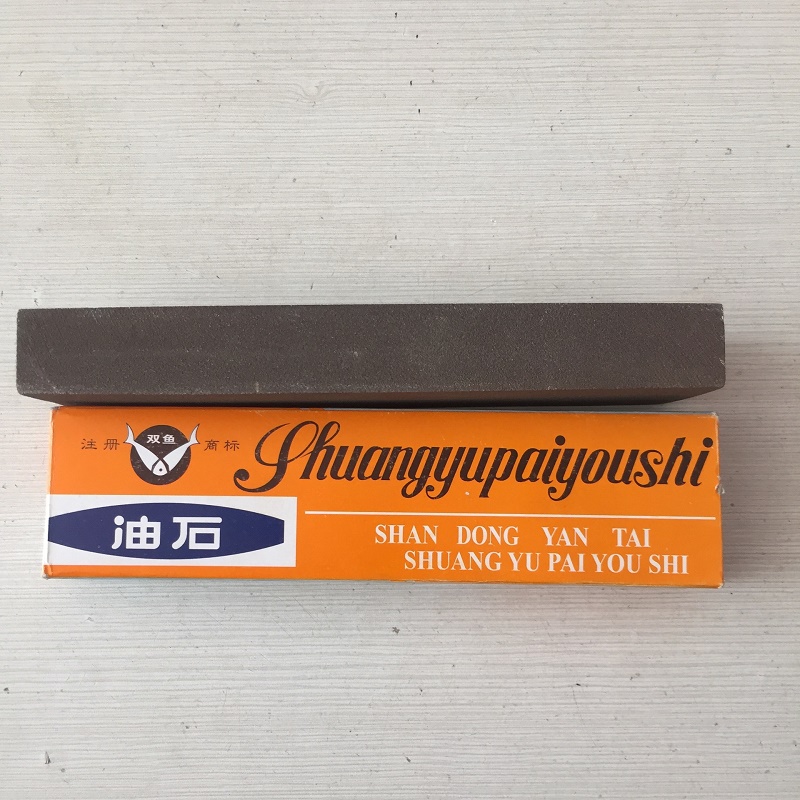 注册 双鱼 商标
Shuangyupaiyoushi
油石
SHAN DONG YAN TAI
SHUANG YU PAI YOU SHI